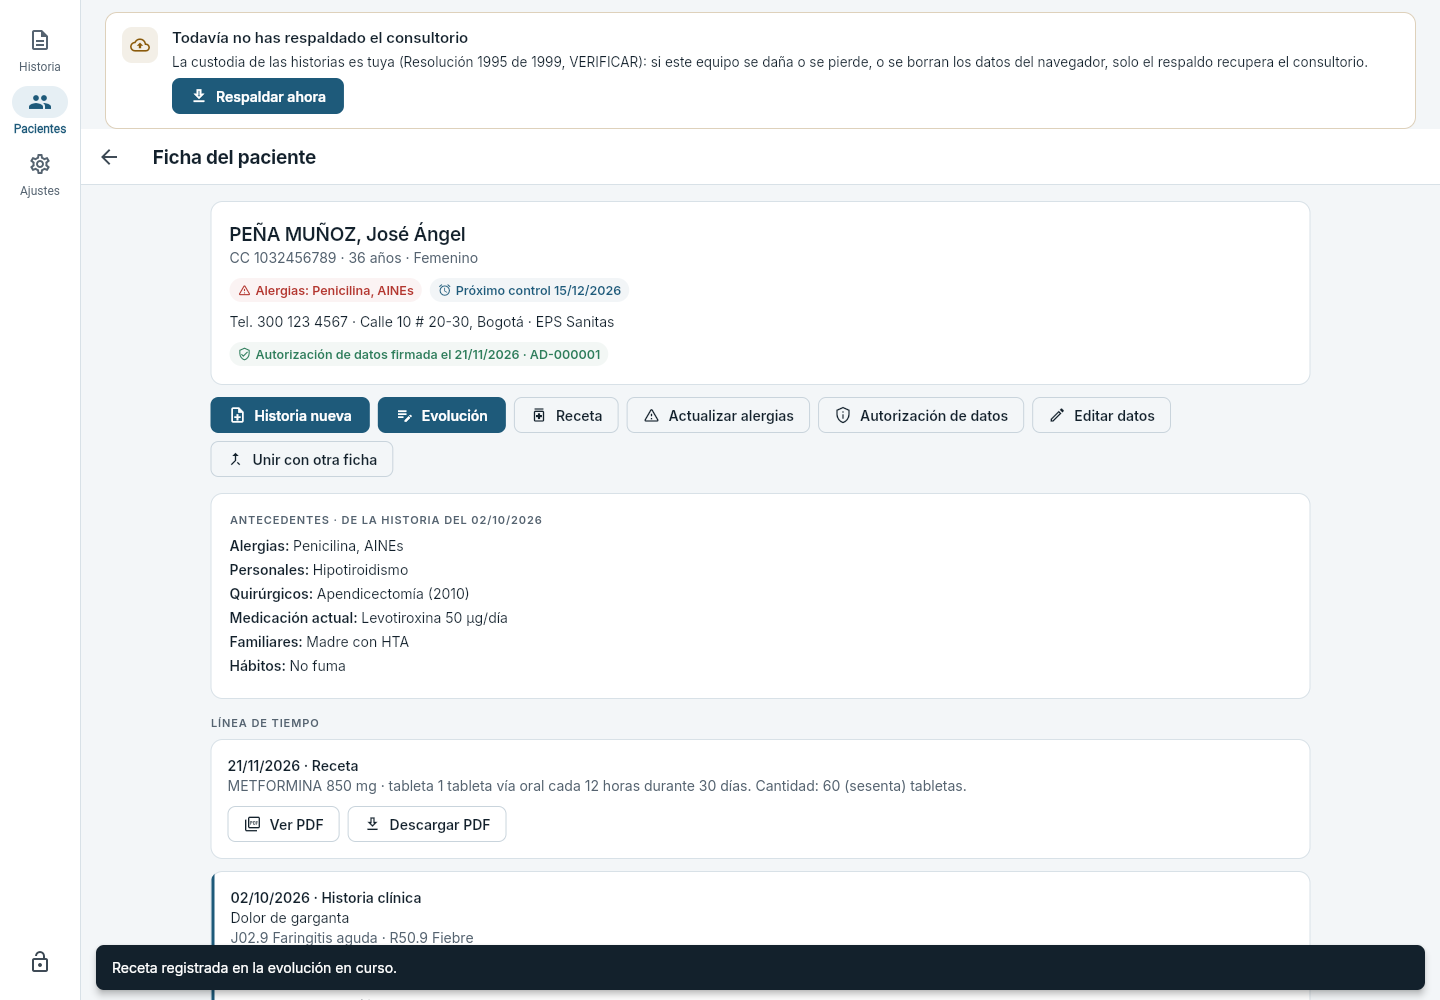 Historia
Pacientes
Ajustes
Todavía no has respaldado el consultorio
La custodia de las historias es tuya (Resolución 1995 de 1999, VERIFICAR): si este equipo se daña o se pierde, o se borran los datos del navegador, solo el respaldo recupera el consultorio.
Respaldar ahora
Ficha del paciente
PEÑA MUÑOZ, José Ángel
CC 1032456789 · 36 años · Femenino
Alergias: Penicilina, AINEs
Próximo control 15/12/2026
Tel. 300 123 4567 · Calle 10 # 20-30, Bogotá · EPS Sanitas
Autorización de datos firmada el 21/11/2026 · AD-000001
Historia nueva
Evolución
Receta
Actualizar alergias
Autorización de datos
Editar datos
Unir con otra ficha
ANTECEDENTES · DE LA HISTORIA DEL 02/10/2026
Alergias: Penicilina, AINEs
Personales: Hipotiroidismo
Quirúrgicos: Apendicectomía (2010)
Medicación actual: Levotiroxina 50 µg/día
Familiares: Madre con HTA
Hábitos: No fuma
LÍNEA DE TIEMPO
21/11/2026 · Receta
METFORMINA 850 mg · tableta 1 tableta vía oral cada 12 horas durante 30 días. Cantidad: 60 (sesenta) tabletas.
Ver PDF
Descargar PDF
02/10/2026 · Historia clínica
Dolor de garganta
J02.9 Faringitis aguda · R50.9 Fiebre
Receta registrada en la evolución en curso.